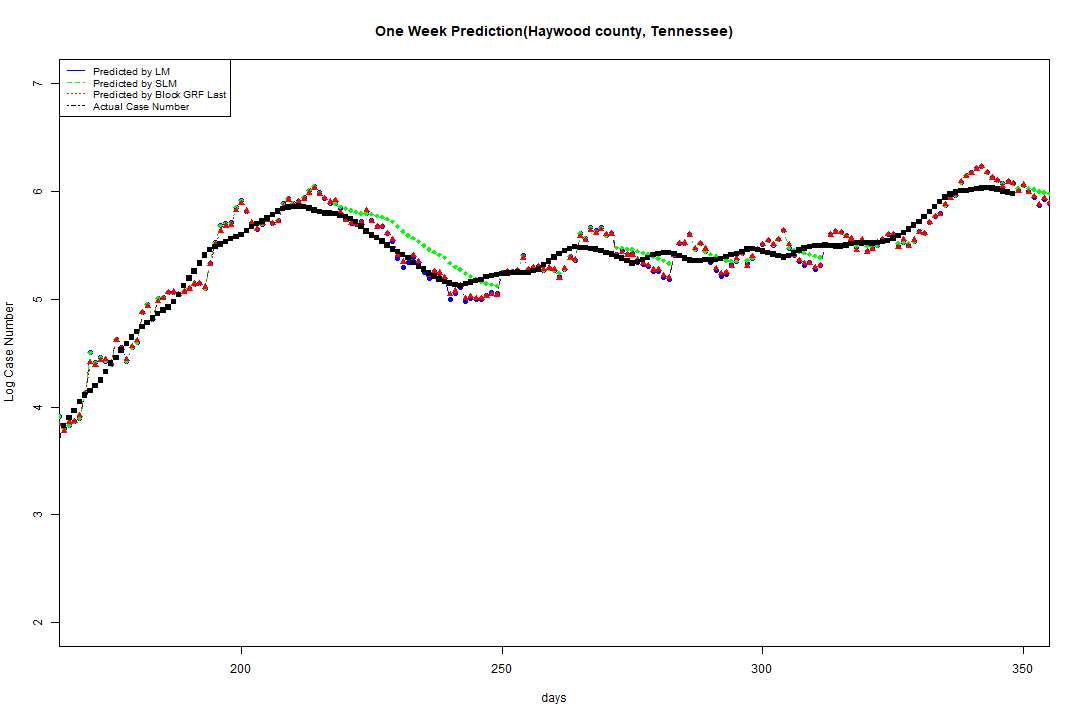 One Week Prediction(Haywood county, Tennessee)
Predicted by LM
Predicted by SLM
Predicted by Block GRF Last
Actual Case Number
7
6
5
4
3
2
Log Case Number
200 250 300 350
days